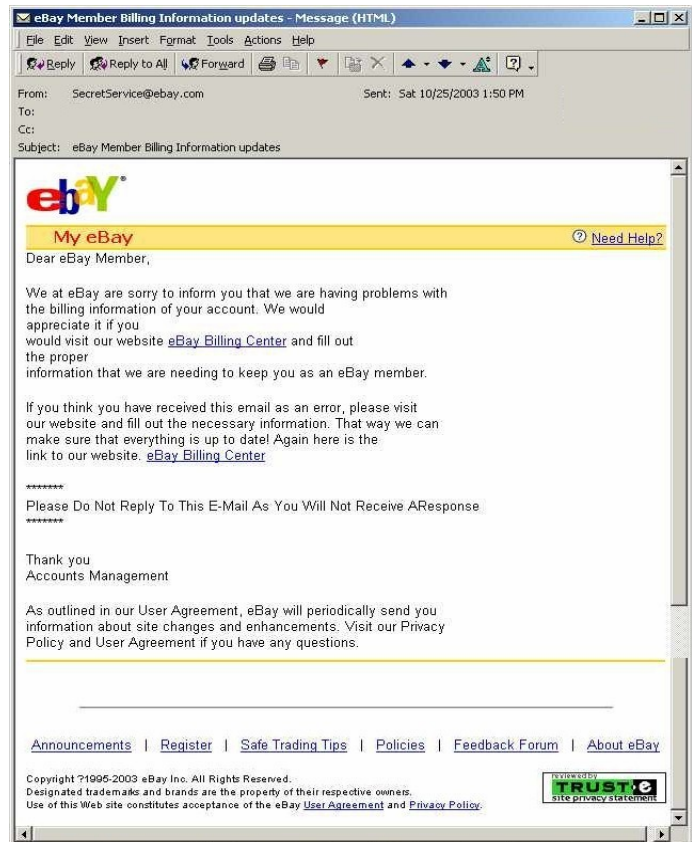 eBay Member Billing Information updates - Message (HTML)
File Edit View Insert Format Tools Actions Help
Reply Reply to All Forward
From: SecretService@ebay.com Sent: Sat 10/25/2003 1:50 PM
To:
Cc:
Subject: eBay Member Billing Information updates
ebaY®
My eBay ? Need Help?
Dear eBay Member,
We at eBay are sorry to inform you that we are having problems with
the billing information of your account. We would
appreciate it if you
would visit our website eBay Billing Center and fill out
the proper
information that we are needing to keep you as an eBay member.
If you think you have received this email as an error, please visit
our website and fill out the necessary information. That way we can
make sure that everything is up to date! Again here is the
link to our website. eBay Billing Center
*******
Please Do Not Reply To This E-Mail As You Will Not Receive AResponse
*******
Thank you
Accounts Management
As outlined in our User Agreement, eBay will periodically send you
information about site changes and enhancements. Visit our Privacy
Policy and User Agreement if you have any questions.
Announcements | Register | Safe Trading Tips | Policies | Feedback Forum | About eBay
Copyright ?1995-2003 eBay Inc. All Rights Reserved.
Designated trademarks and brands are the property of their respective owners.
Use of this Web site constitutes acceptance of the eBay User Agreement and Privacy Policy.
reviewed by
TRUSTe
site privacy statement